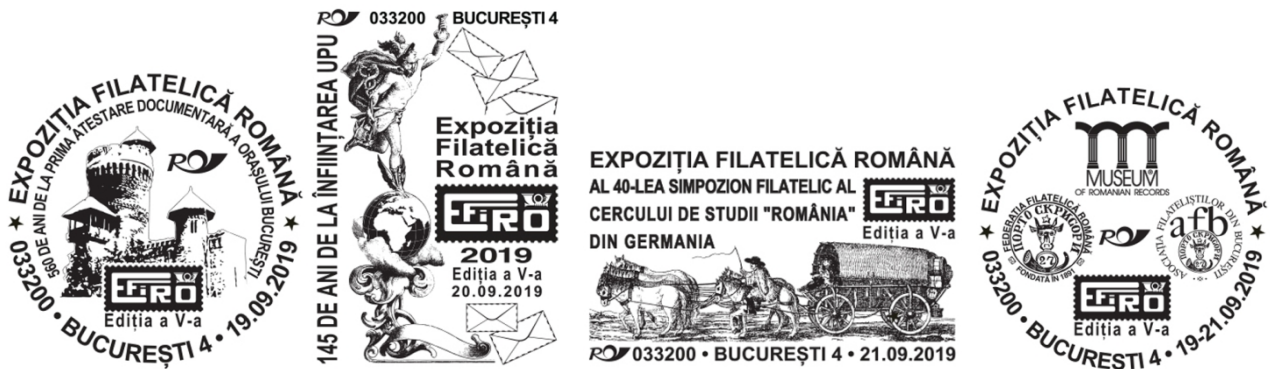 EXPOZIȚIA FILATELICĂ ROMÂNĂ
560 DE ANI DE LA PRIMA ATESTARE DOCUMENTARĂ A ORAȘULUI BUCUREȘTI
EFIRO
Ediția a V-a
033200 • BUCUREȘTI 4 • 19.09.2019
033200 BUCUREȘTI 4
145 DE ANI DE LA ÎNFIINȚAREA UPU
Expoziția
Filatelică
Română
EFiRO
2019
Ediția a V-a
20.09.2019
EXPOZIȚIA FILATELICĂ ROMÂNĂ
AL 40-LEA SIMPOZION FILATELIC AL
CERCULUI DE STUDII "ROMÂNIA"
DIN GERMANIA
EFiRO
Ediția a V-a
033200 • BUCUREȘTI 4 • 21.09.2019
EXPOZIȚIA FILATELICĂ ROMÂNĂ
MUSEUM
OF ROMANIAN RECORDS
FEDERAȚIA FILATELICĂ ROMÂNĂ
ПОРТО СКРИСОРИ
27
FONDATĂ ÎN 1891
ASOCIAȚIA FILATELIȘTILOR DIN BUCUREȘTI
afb
EFiRO
Ediția a V-a
033200 • BUCUREȘTI 4 • 19-21.09.2019